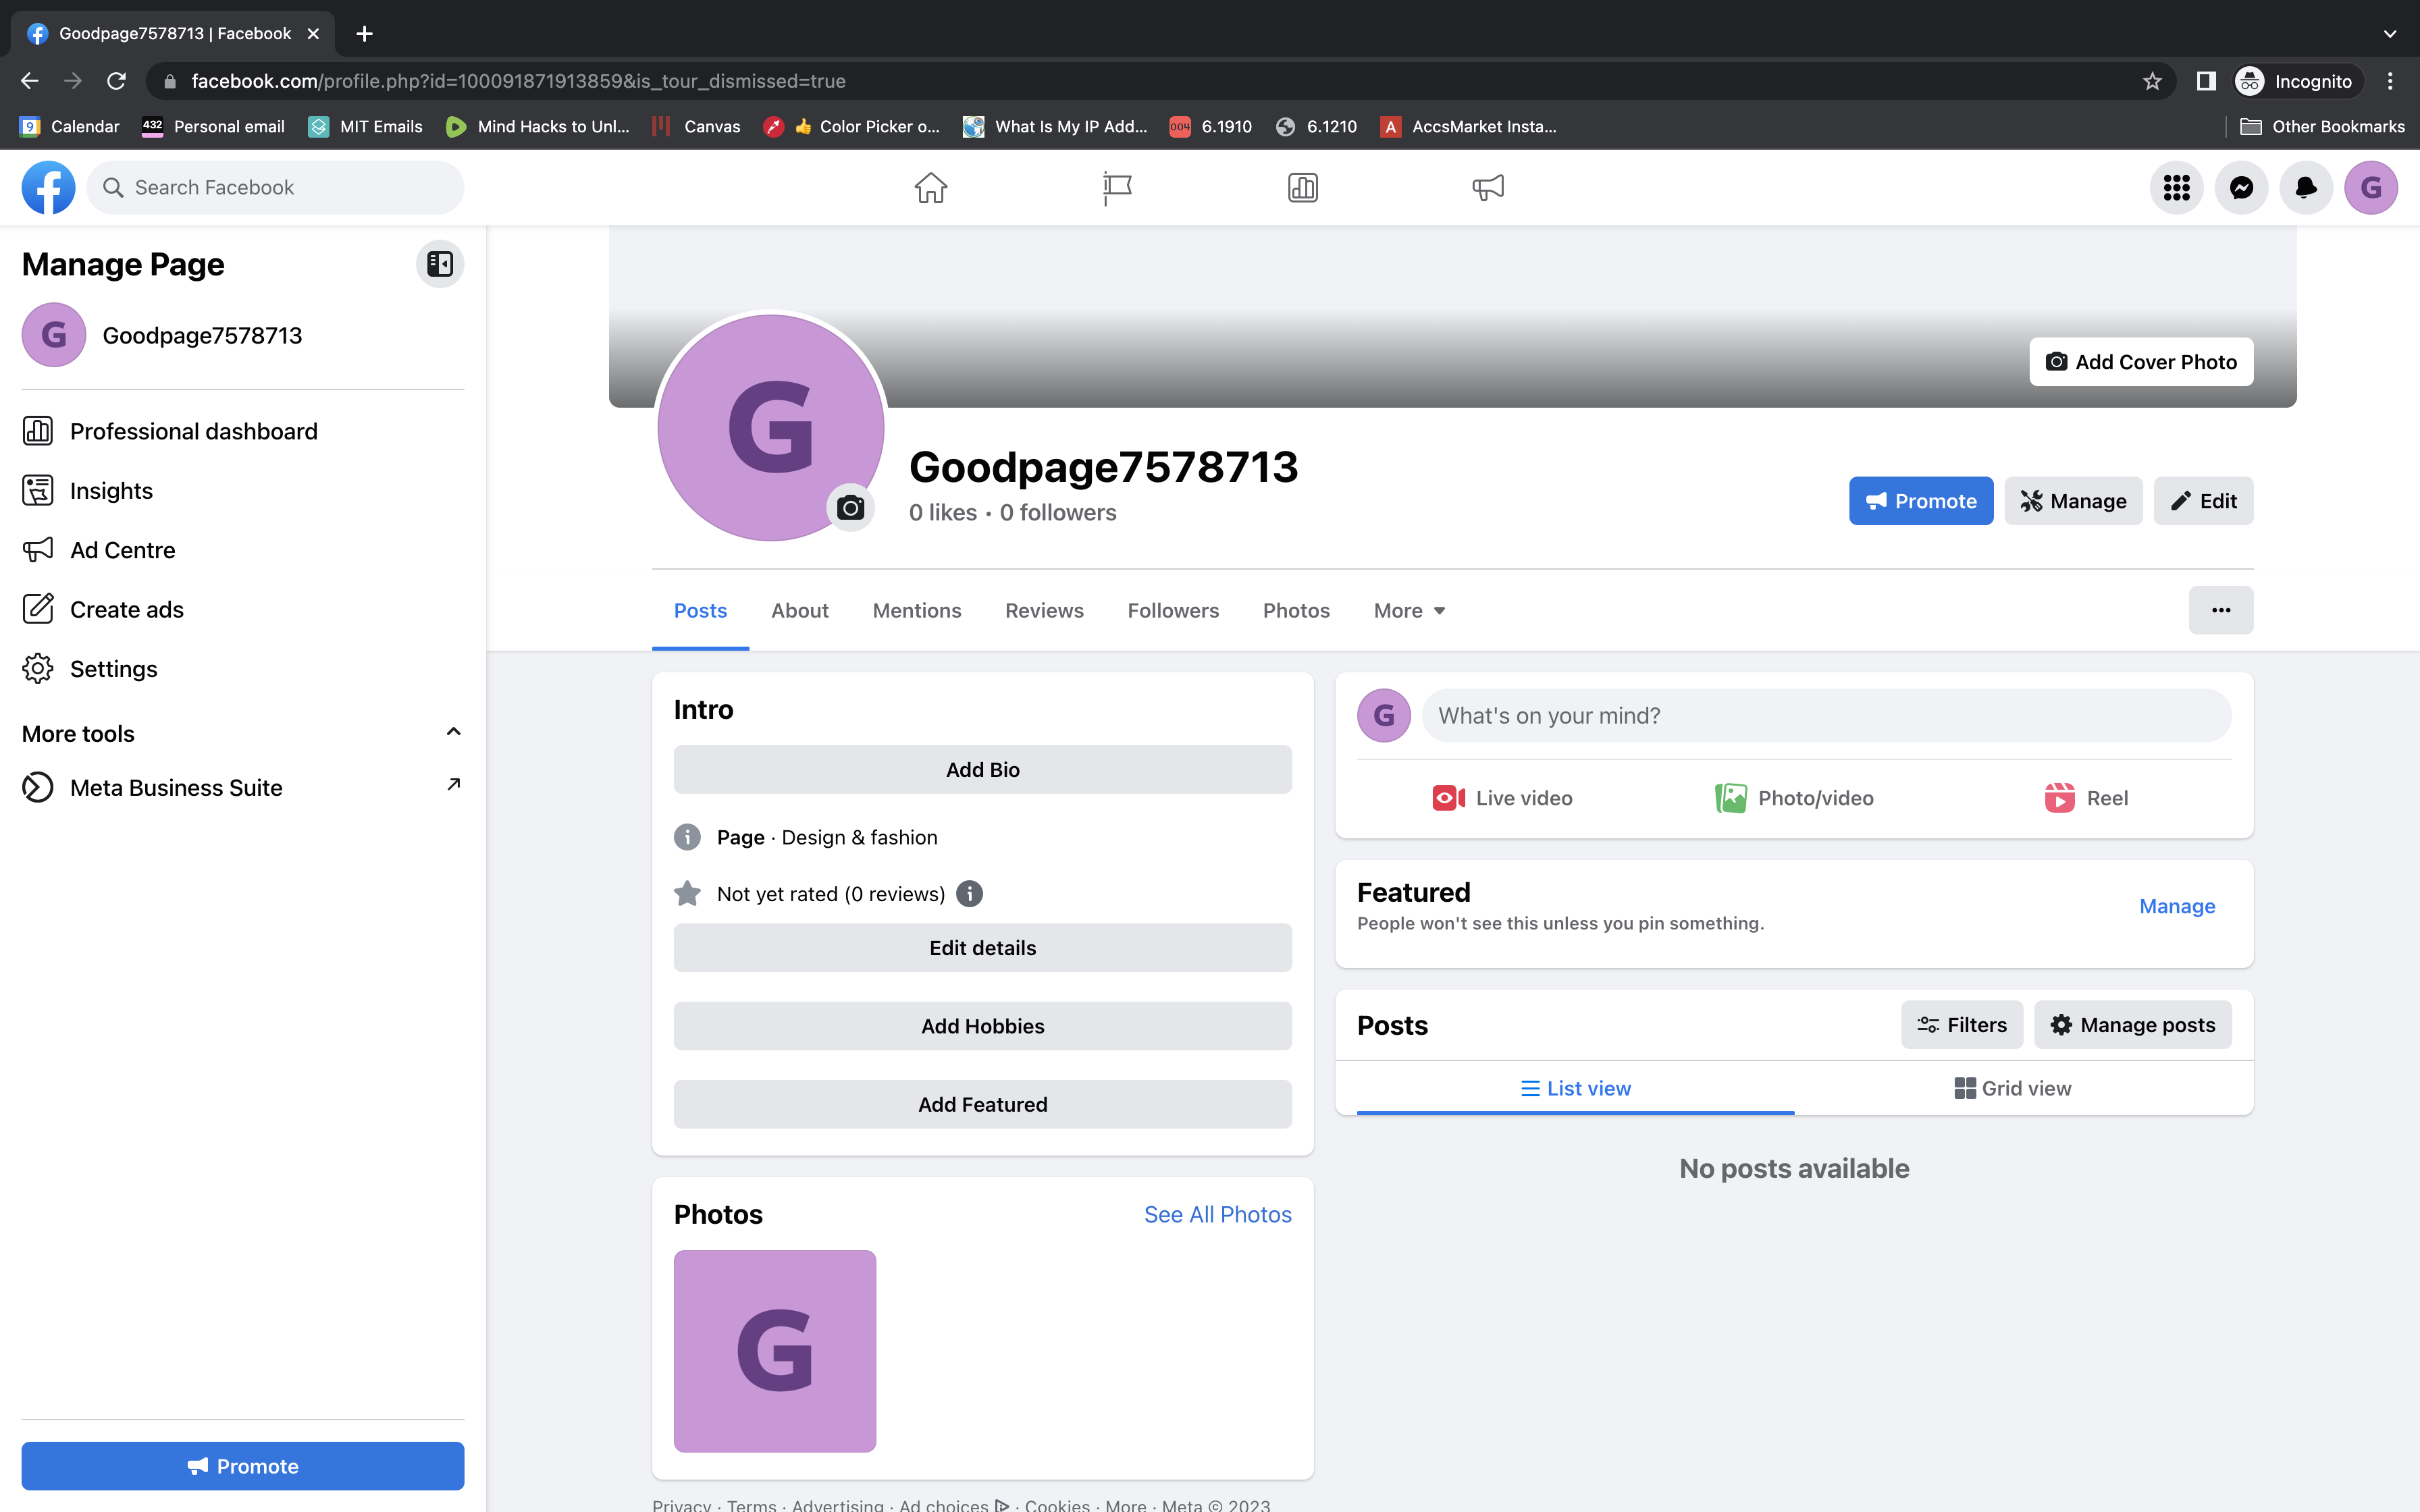 Goodpage7578713 | Facebook
facebook.com/profile.php?id=100091871913859&is_tour_dismissed=true
Incognito
9 Calendar
432 Personal email
MIT Emails
Mind Hacks to Unl...
Canvas
👍 Color Picker o...
What Is My IP Add...
004 6.1910
6.1210
A AccsMarket Insta...
Other Bookmarks
Search Facebook
G
Manage Page
G Goodpage7578713
Professional dashboard
Insights
Ad Centre
Create ads
Settings
More tools
Meta Business Suite
Promote
Add Cover Photo
G
Goodpage7578713
0 likes • 0 followers
Promote
Manage
Edit
Posts
About
Mentions
Reviews
Followers
Photos
More
Intro
Add Bio
Page · Design & fashion
Not yet rated (0 reviews)
Edit details
Add Hobbies
Add Featured
Photos
See All Photos
G
Privacy · Terms · Advertising · Ad choices · Cookies · More · Meta © 2023
G What's on your mind?
Live video
Photo/video
Reel
Featured
People won't see this unless you pin something.
Manage
Posts
Filters
Manage posts
List view
Grid view
No posts available